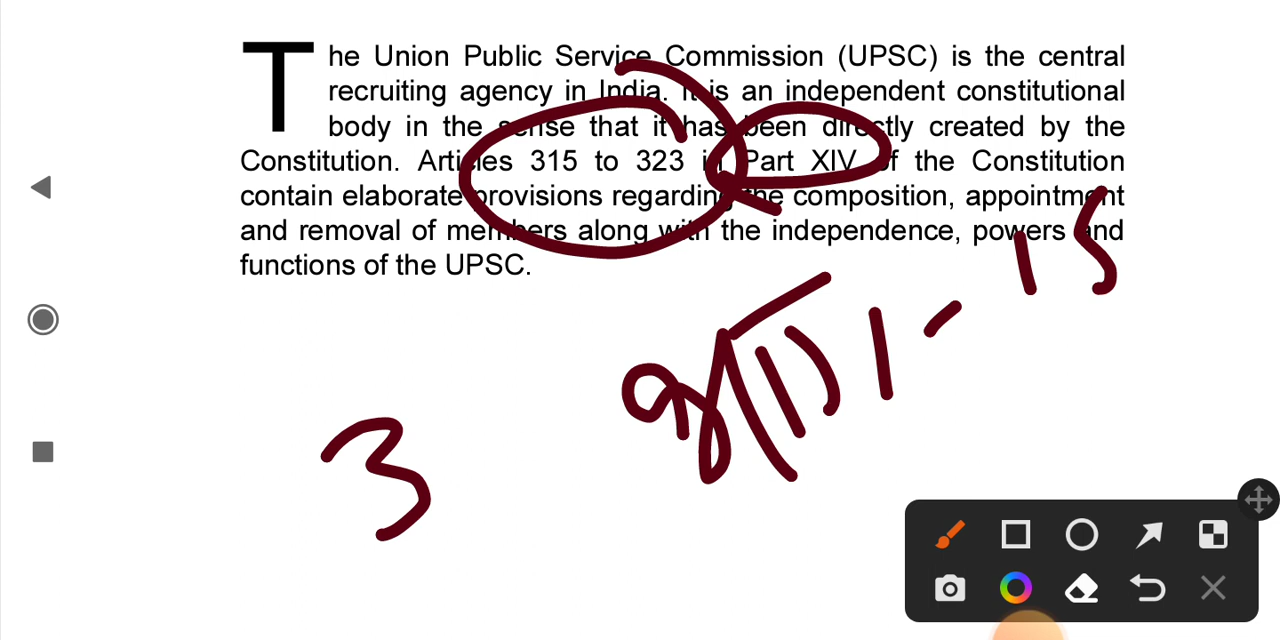 The Union Public Service Commission (UPSC) is the central
recruiting agency in India. It is an independent constitutional
body in the sense that it has been directly created by the
Constitution. Articles 315 to 323 in Part XIV of the Constitution
contain elaborate provisions regarding the composition, appointment
and removal of members along with the independence, powers and
functions of the UPSC.
- 15
3